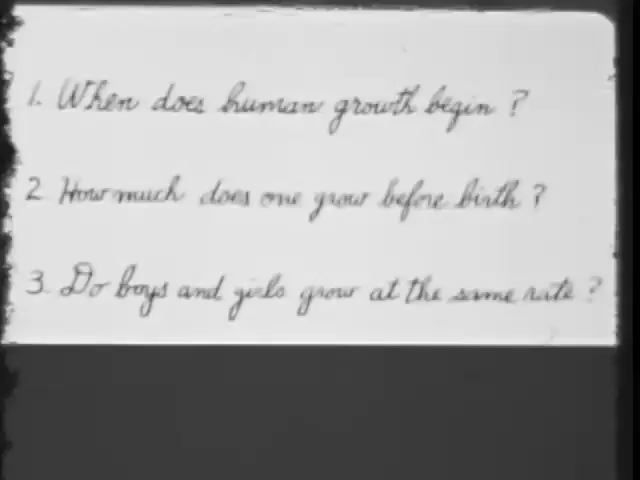 1. When does human growth begin?
2 How much does one grow before birth?
3. Do boys and girls grow at the same rate?